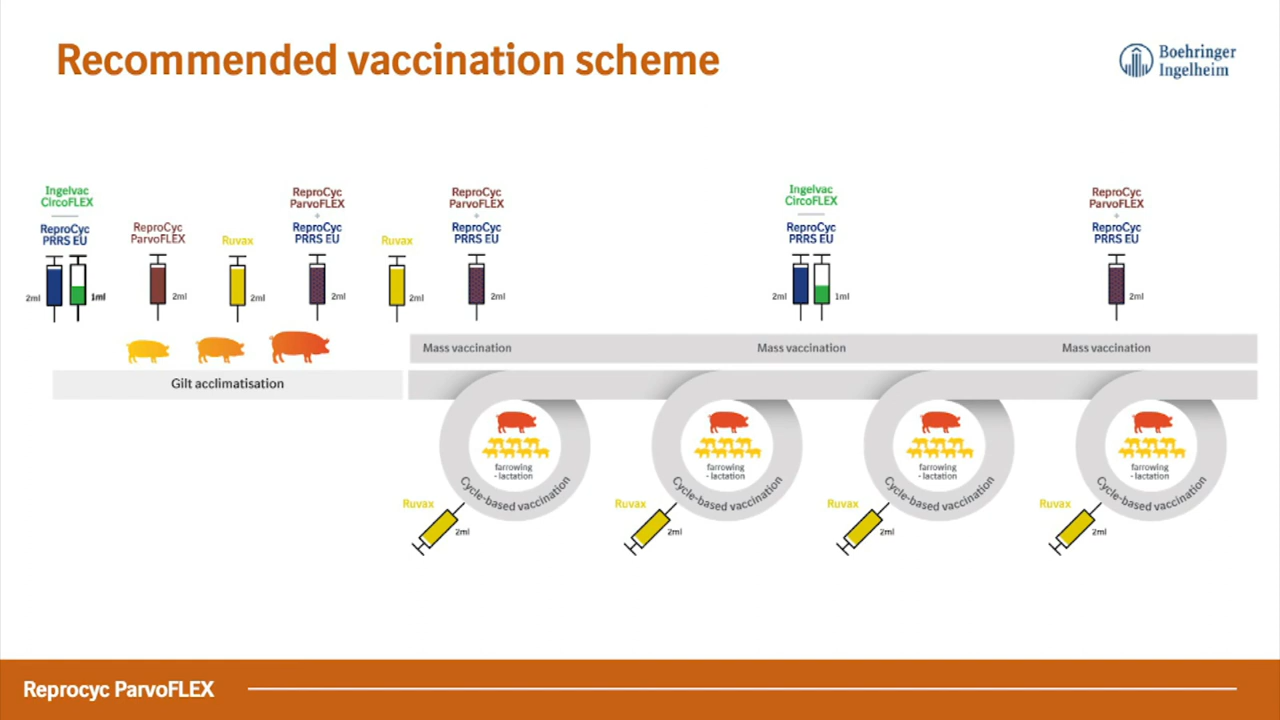 Recommended vaccination scheme
Boehringer
Ingelheim
Ingelvac
CircoFLEX
ReproCyc
PRRS EU
2ml
1ml
ReproCyc
ParvoFLEX
2ml
Ruvax
2ml
ReproCyc
ParvoFLEX
+
ReproCyc
PRRS EU
2ml
Ruvax
2ml
ReproCyc
ParvoFLEX
+
ReproCyc
PRRS EU
2ml
Ingelvac
CircoFLEX
ReproCyc
PRRS EU
2ml
1ml
ReproCyc
ParvoFLEX
+
ReproCyc
PRRS EU
2ml
Mass vaccination
Mass vaccination
Mass vaccination
Gilt acclimatisation
farrowing
- lactation
Cycle-based vaccination
Ruvax
2ml
farrowing
- lactation
Cycle-based vaccination
Ruvax
2ml
farrowing
- lactation
Cycle-based vaccination
Ruvax
2ml
farrowing
- lactation
Cycle-based vaccination
Ruvax
2ml
Reprocyc ParvoFLEX